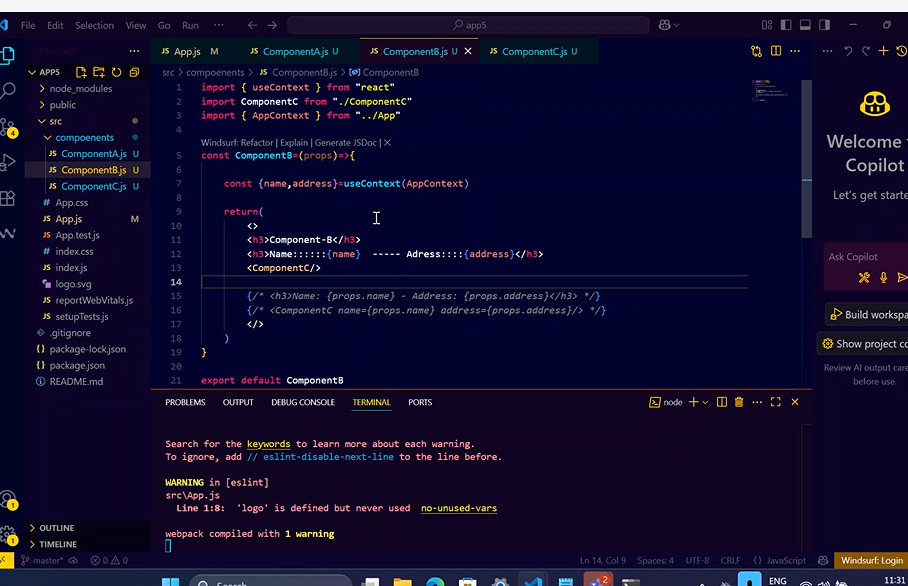 File Edit Selection View Go Run ··· app5
EXPLORER ···
APP5
node_modules
public
src
compoenents
JS ComponentA.js U
JS ComponentB.js U
JS ComponentC.js U
# App.css
JS App.js M
JS App.test.js
# index.css
JS index.js
logo.svg
JS reportWebVitals.js
JS setupTests.js
.gitignore
{} package-lock.json
{} package.json
README.md
OUTLINE
TIMELINE
JS App.js M JS ComponentA.js U JS ComponentB.js U JS ComponentC.js U
src > compoenents > JS ComponentB.js > ComponentB
1 import { useContext } from "react"
2 import ComponentC from "./ComponentC"
3 import { AppContext } from "../App"
4
Windsurf: Refactor | Explain | Generate JSDoc | X
5 const ComponentB=(props)=>{
6
7 const {name,address}=useContext(AppContext)
8
9 return(
10 <>
11 <h3>Component-B</h3>
12 <h3>Name::::::{name} ----- Adress::::{address}</h3>
13 <ComponentC/>
14
15 {/* <h3>Name: {props.name} - Address: {props.address}</h3> */}
16 {/* <ComponentC name={props.name} address={props.address}/> */}
17 </>
18 )
19 }
20
21 export default ComponentB
PROBLEMS OUTPUT DEBUG CONSOLE TERMINAL PORTS node
Search for the keywords to learn more about each warning.
To ignore, add // eslint-disable-next-line to the line before.
WARNING in [eslint]
src\App.js
Line 1:8: 'logo' is defined but never used no-unused-vars
webpack compiled with 1 warning
Welcome
Copilot
Let's get starte
Ask Copilot
Build workspa
Show project co
Review AI output care
before use.
4
1
1
master* 0 0 Ln 14, Col 9 Spaces: 4 UTF-8 CRLF {} JavaScript Windsurf: Login
Search 2 ENG 11:31